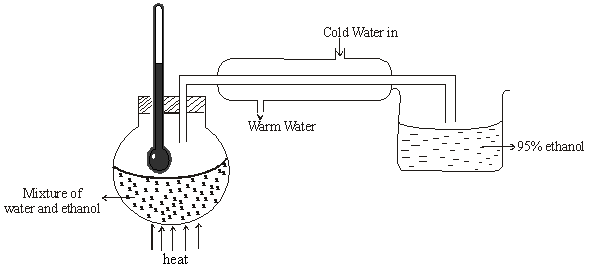 Cold Water in
Warm Water
95% ethanol
Mixture of
water and ethanol
heat